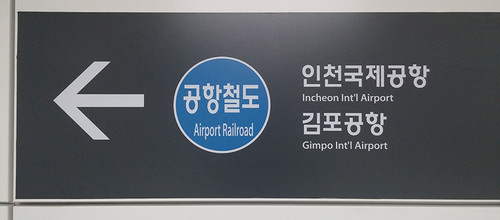 공항철도
Airport Railroad
인천국제공항
Incheon Int'l Airport
김포공항
Gimpo Int'l Airport